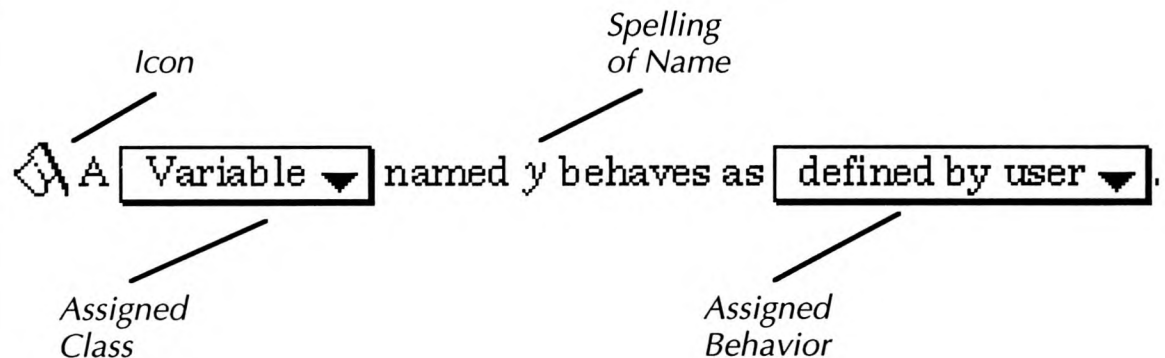 Icon
Spelling
of Name
A Variable named y behaves as defined by user.
Assigned
Class
Assigned
Behavior